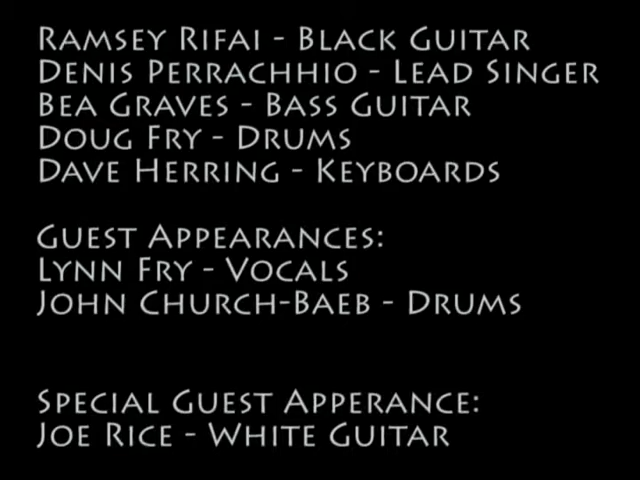 Ramsey Rifai - Black Guitar
Denis Perrachhio - Lead Singer
Bea Graves - Bass Guitar
Doug Fry - Drums
Dave Herring - Keyboards
Guest Appearances:
Lynn Fry - Vocals
John Church-Baeb - Drums
Special Guest Apperance:
Joe Rice - White Guitar